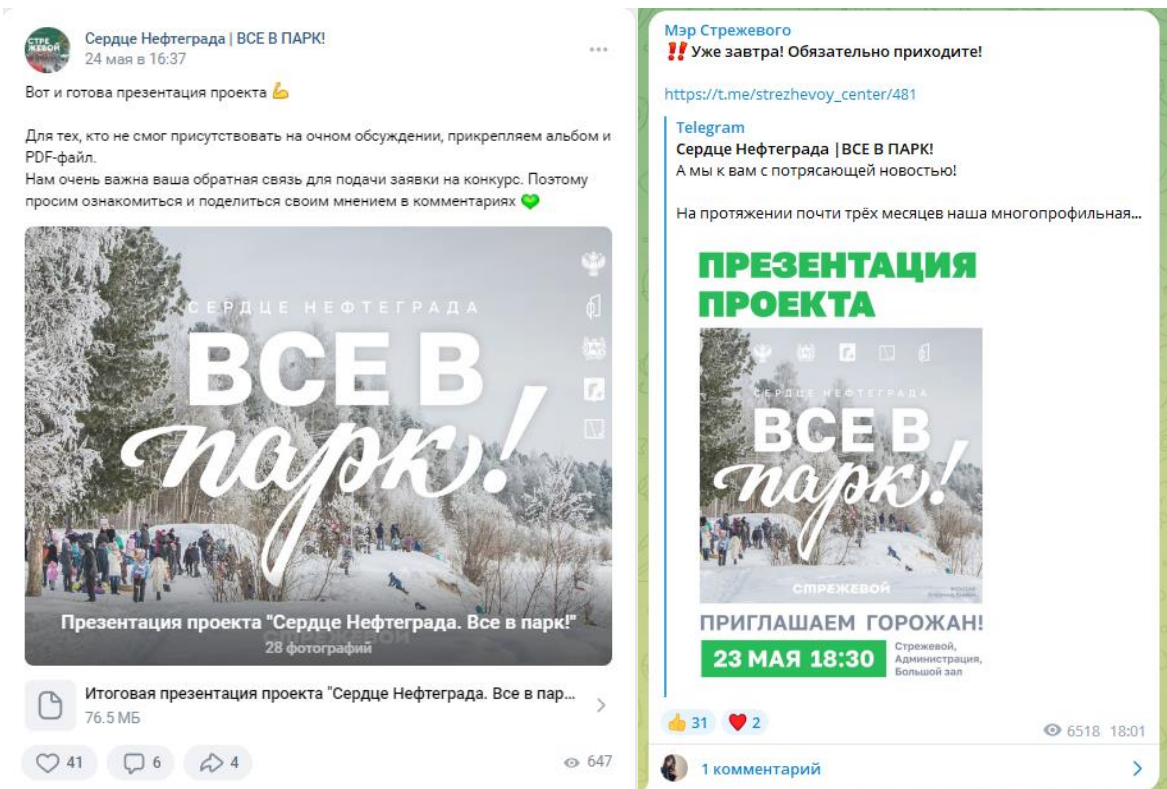 СТРЕ
ЖЕВОЙ
Сердце Нефтеграда | ВСЕ В ПАРК!
24 мая в 16:37
Вот и готова презентация проекта 💪
Для тех, кто не смог присутствовать на очном обсуждении, прикрепляем альбом и
PDF-файл.
Нам очень важна ваша обратная связь для подачи заявки на конкурс. Поэтому
просим ознакомиться и поделиться своим мнением в комментариях 💚
СЕРДЦЕ НЕФТЕГРАДА
ВСЕ В
парк!
Презентация проекта "Сердце Нефтеграда. Все в парк!"
СТРЕЖЕВОЙ
28 фотографий
Итоговая презентация проекта "Сердце Нефтеграда. Все в пар...
76.5 МБ
41
6
4
647
Мэр Стрежевого
‼️ Уже завтра! Обязательно приходите!
https://t.me/strezhevoy_center/481
Telegram
Сердце Нефтеграда |ВСЕ В ПАРК!
А мы к вам с потрясающей новостью!
На протяжении почти трёх месяцев наша многопрофильная...
ПРЕЗЕНТАЦИЯ
ПРОЕКТА
СЕРДЦЕ НЕФТЕГРАДА
ВСЕ В
парк!
СТРЕЖЕВОЙ
ПРИГЛАШАЕМ ГОРОЖАН!
23 МАЯ 18:30
Стрежевой,
Администрация,
Большой зал
👍 31
❤️ 2
6518 18:01
1 комментарий